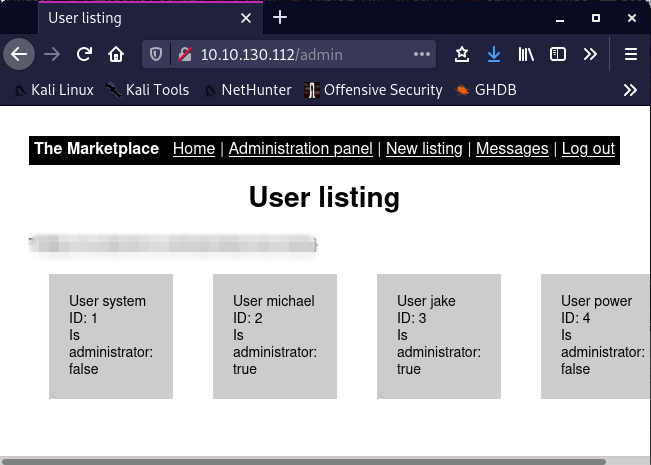 User listing
10.10.130.112/admin
Kali Linux Kali Tools NetHunter Offensive Security GHDB
The Marketplace Home | Administration panel | New listing | Messages | Log out
User listing
User system
ID: 1
Is
administrator:
false
User michael
ID: 2
Is
administrator:
true
User jake
ID: 3
Is
administrator:
true
User power
ID: 4
Is
administrator:
false